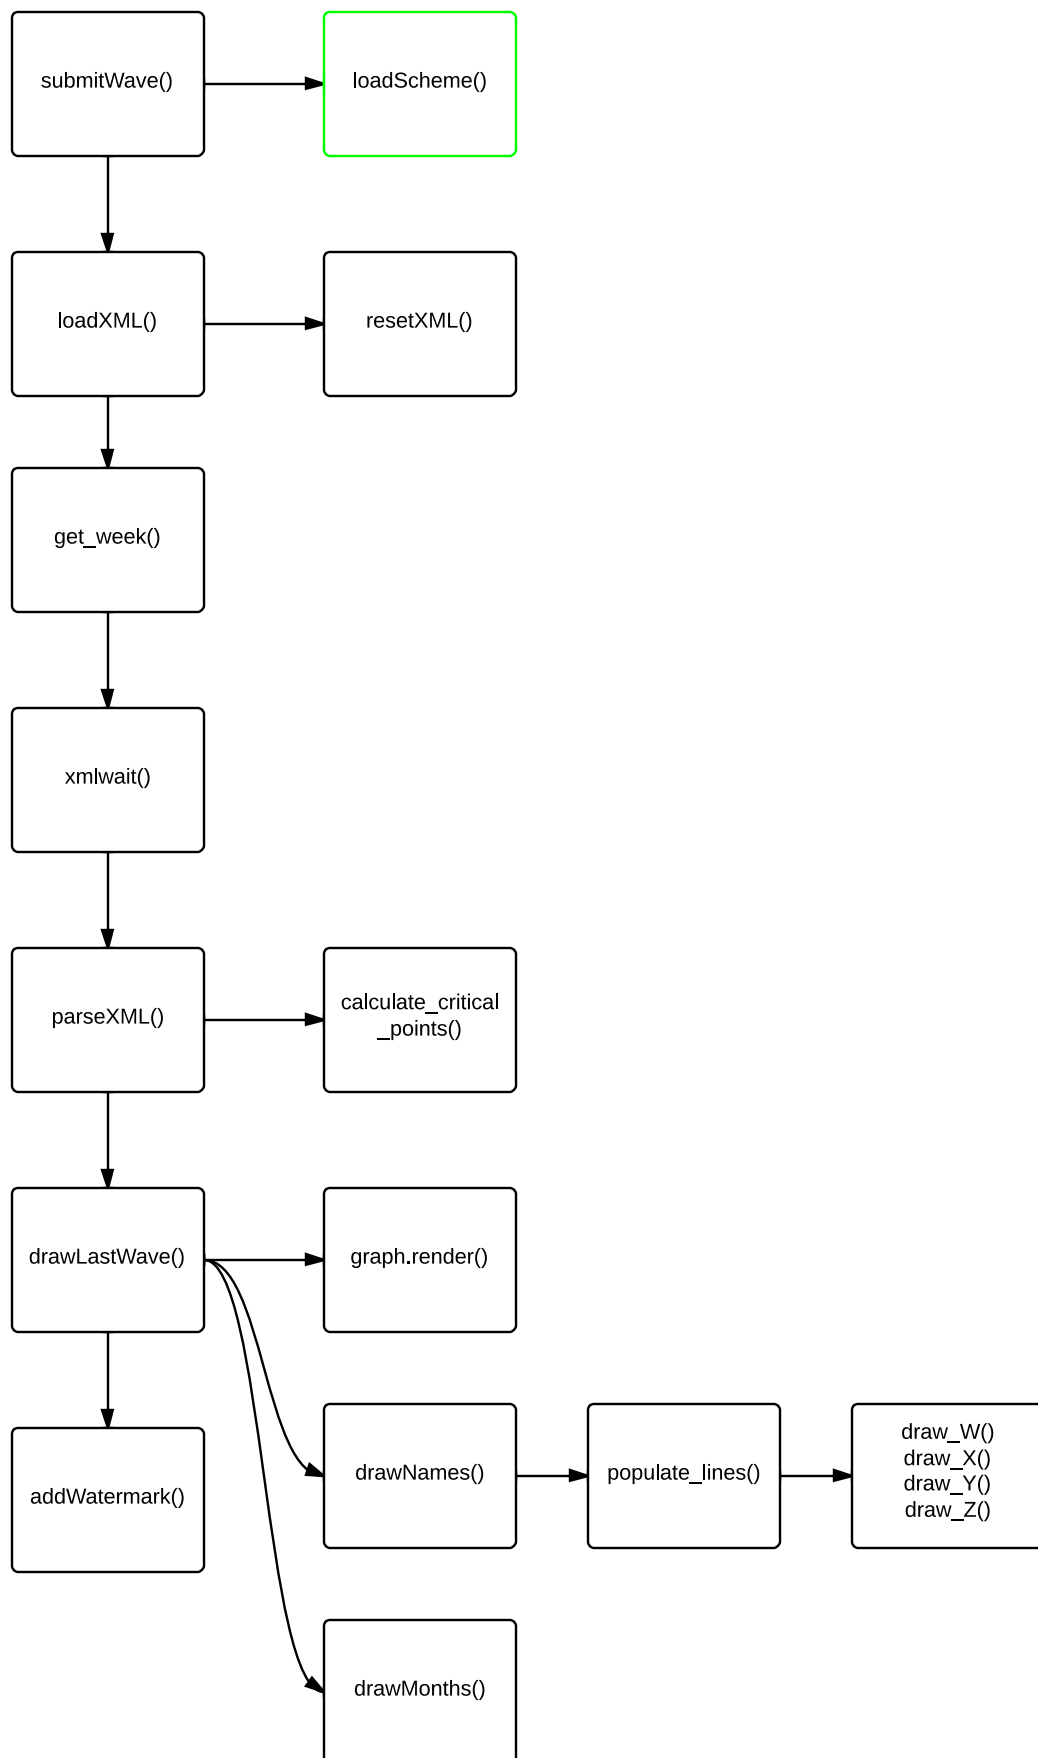 submitWave()
loadScheme()
loadXML()
resetXML()
get_week()
xmlwait()
parseXML()
calculate_critical
_points()
drawLastWave()
graph.render()
addWatermark()
drawNames()
populate_lines()
draw_W()
draw_X()
draw_Y()
draw_Z()
drawMonths()